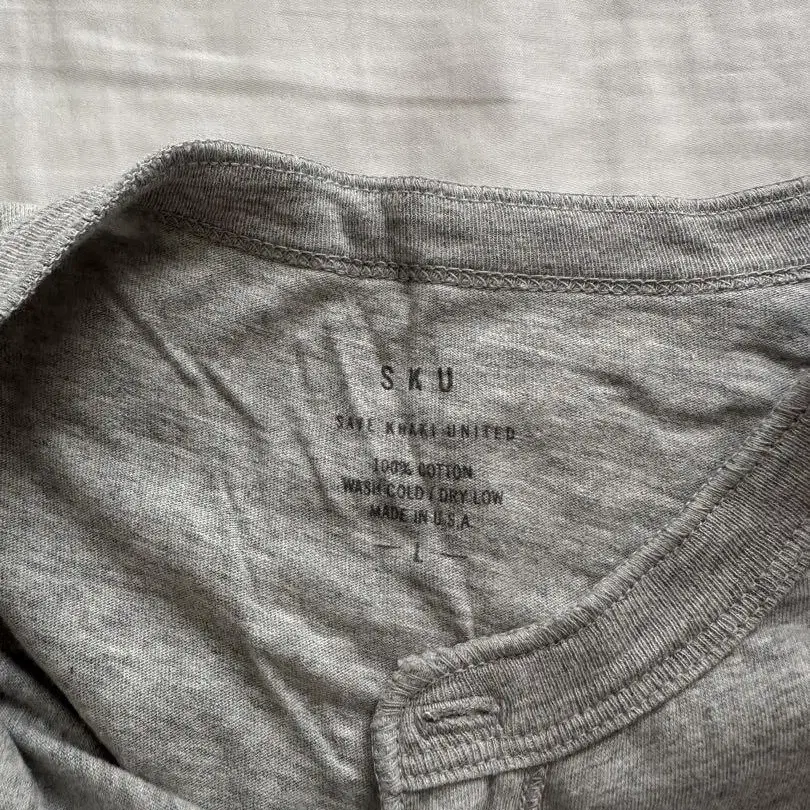 SKU
SAVE KHAKI UNITED
100% COTTON
WASH COLD / DRY LOW
MADE IN U.S.A.
— L —